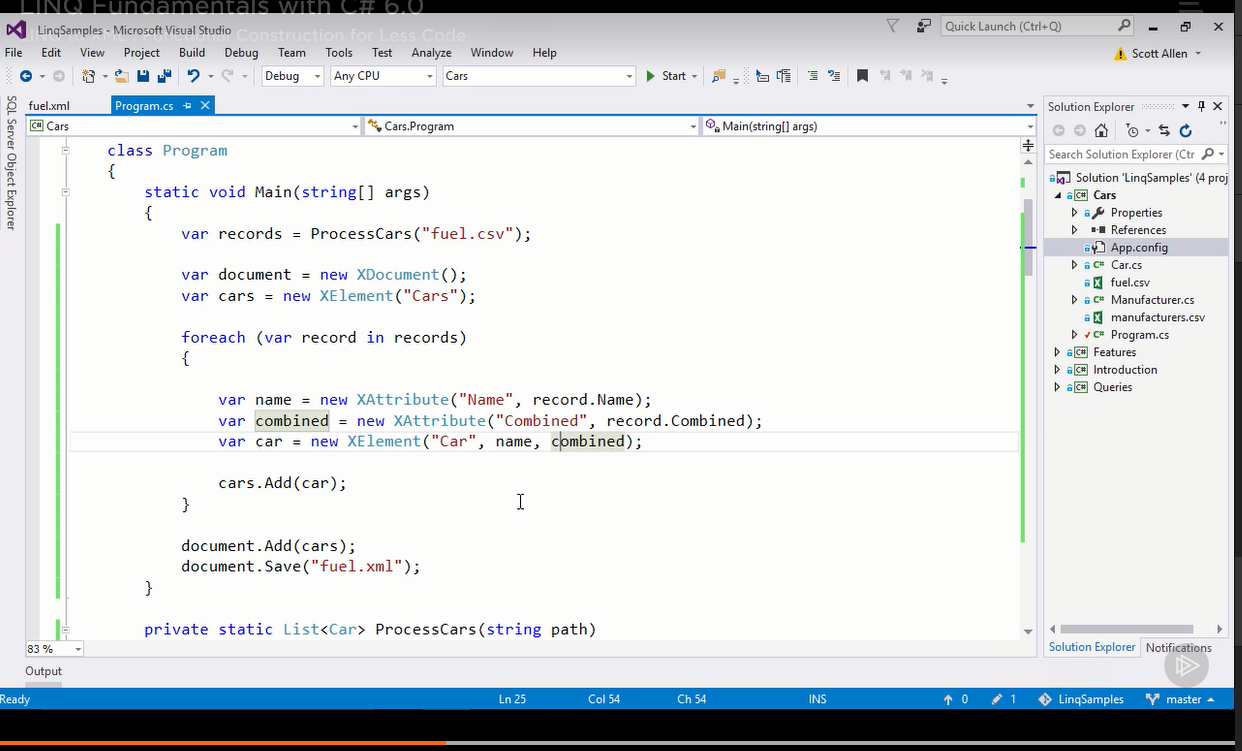 LINQ Fundamentals with C# 6.0
LINQ to XML: Functional Construction for Less Code
LinqSamples - Microsoft Visual Studio
Quick Launch (Ctrl+Q)
File Edit View Project Build Debug Team Tools Test Analyze Window Help
Scott Allen
Debug Any CPU Cars Start
SQL Server Object Explorer
fuel.xml Program.cs
Cars Cars.Program Main(string[] args)
class Program
{
static void Main(string[] args)
{
var records = ProcessCars("fuel.csv");
var document = new XDocument();
var cars = new XElement("Cars");
foreach (var record in records)
{
var name = new XAttribute("Name", record.Name);
var combined = new XAttribute("Combined", record.Combined);
var car = new XElement("Car", name, combined);
cars.Add(car);
}
document.Add(cars);
document.Save("fuel.xml");
}
private static List<Car> ProcessCars(string path)
83 %
Output
Solution Explorer
Search Solution Explorer (Ctr
Solution 'LinqSamples' (4 proj
C# Cars
Properties
References
App.config
C# Car.cs
fuel.csv
C# Manufacturer.cs
manufacturers.csv
C# Program.cs
C# Features
C# Introduction
C# Queries
Solution Explorer Notifications
Ready Ln 25 Col 54 Ch 54 INS 0 1 LinqSamples master